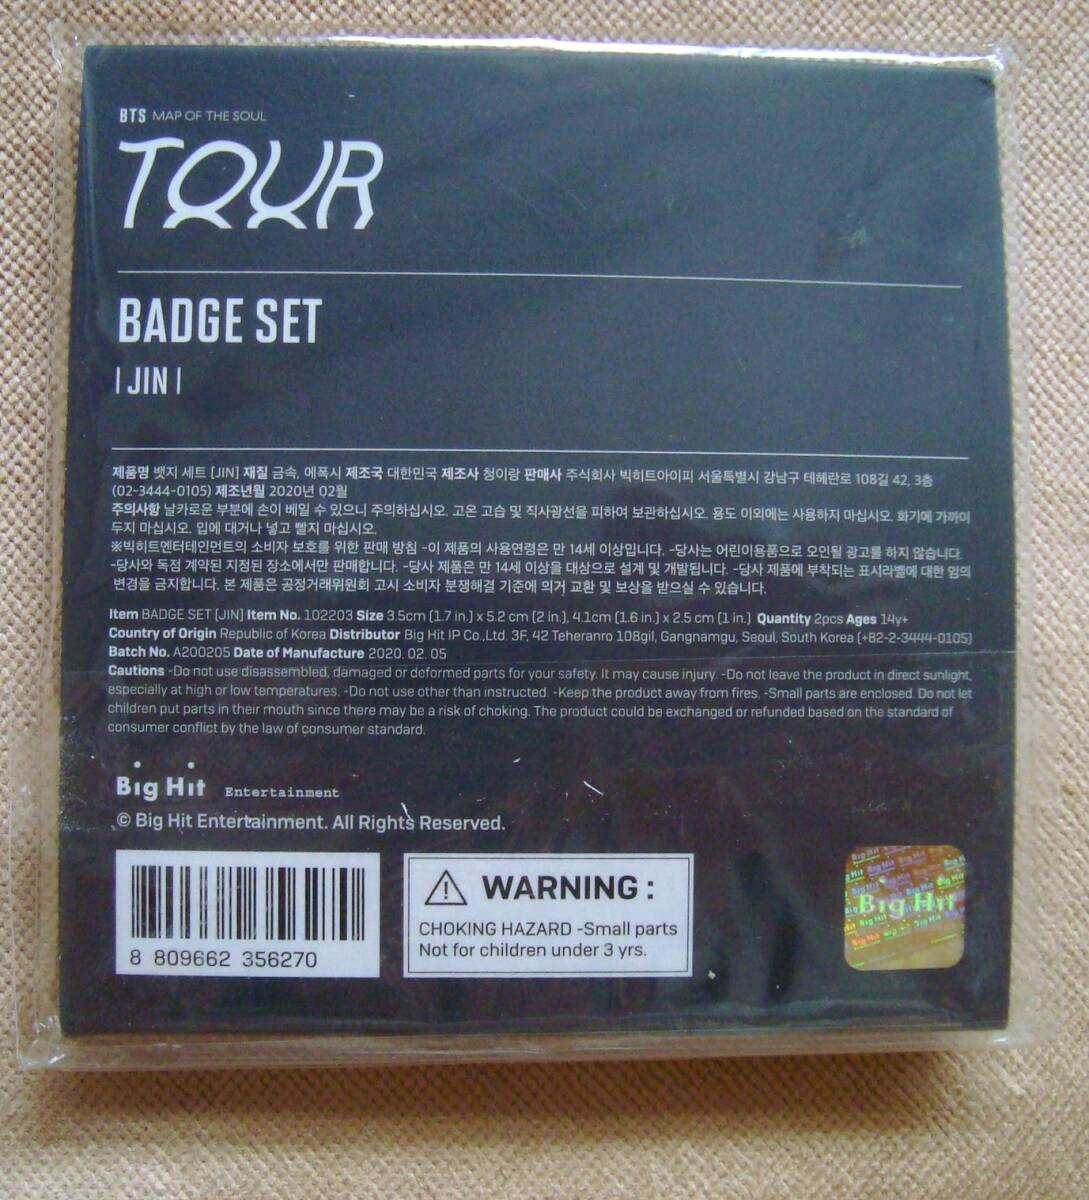 BTS MAP OF THE SOUL
TOUR
BADGE SET
| JIN |
제품명 뱃지 세트 [JIN] 재질 금속, 에폭시 제조국 대한민국 제조사 청이랑 판매사 주식회사 빅히트아이피 서울특별시 강남구 테헤란로 108길 42, 3층
(02-3444-0105) 제조년월 2020년 02월
주의사항 날카로운 부분에 손이 베일 수 있으니 주의하십시오. 고온 고습 및 직사광선을 피하여 보관하십시오. 용도 이외에는 사용하지 마십시오. 화기에 가까이
두지 마십시오. 입에 대거나 넣고 빨지 마십시오.
※빅히트엔터테인먼트의 소비자 보호를 위한 판매 방침 -이 제품의 사용연령은 만 14세 이상입니다. -당사는 어린이용품으로 오인될 광고를 하지 않습니다.
-당사와 독점 계약된 지정된 장소에서만 판매합니다. -당사 제품은 만 14세 이상을 대상으로 설계 및 개발됩니다. -당사 제품에 부착되는 표시라벨에 대한 임의
변경을 금지합니다. 본 제품은 공정거래위원회 고시 소비자 분쟁해결 기준에 의거 교환 및 보상을 받으실 수 있습니다.
Item BADGE SET [JIN] Item No. 102203 Size 3.5cm (1.7 in.) x 5.2 cm (2 in.), 4.1cm (1.6 in.) x 2.5 cm (1 in.) Quantity 2pcs Ages 14y+
Country of Origin Republic of Korea Distributor Big Hit IP Co.,Ltd. 3F, 42 Teheranro 108gil, Gangnamgu, Seoul, South Korea (+82-2-3444-0105)
Batch No. A200205 Date of Manufacture 2020. 02. 05
Cautions -Do not use disassembled, damaged or deformed parts for your safety. It may cause injury. -Do not leave the product in direct sunlight,
especially at high or low temperatures. -Do not use other than instructed. -Keep the product away from fires. -Small parts are enclosed. Do not let
children put parts in their mouth since there may be a risk of choking. The product could be exchanged or refunded based on the standard of
consumer conflict by the law of consumer standard.
Big Hit Entertainment
© Big Hit Entertainment. All Rights Reserved.
8 809662 356270
WARNING :
CHOKING HAZARD -Small parts
Not for children under 3 yrs.
Big Hit